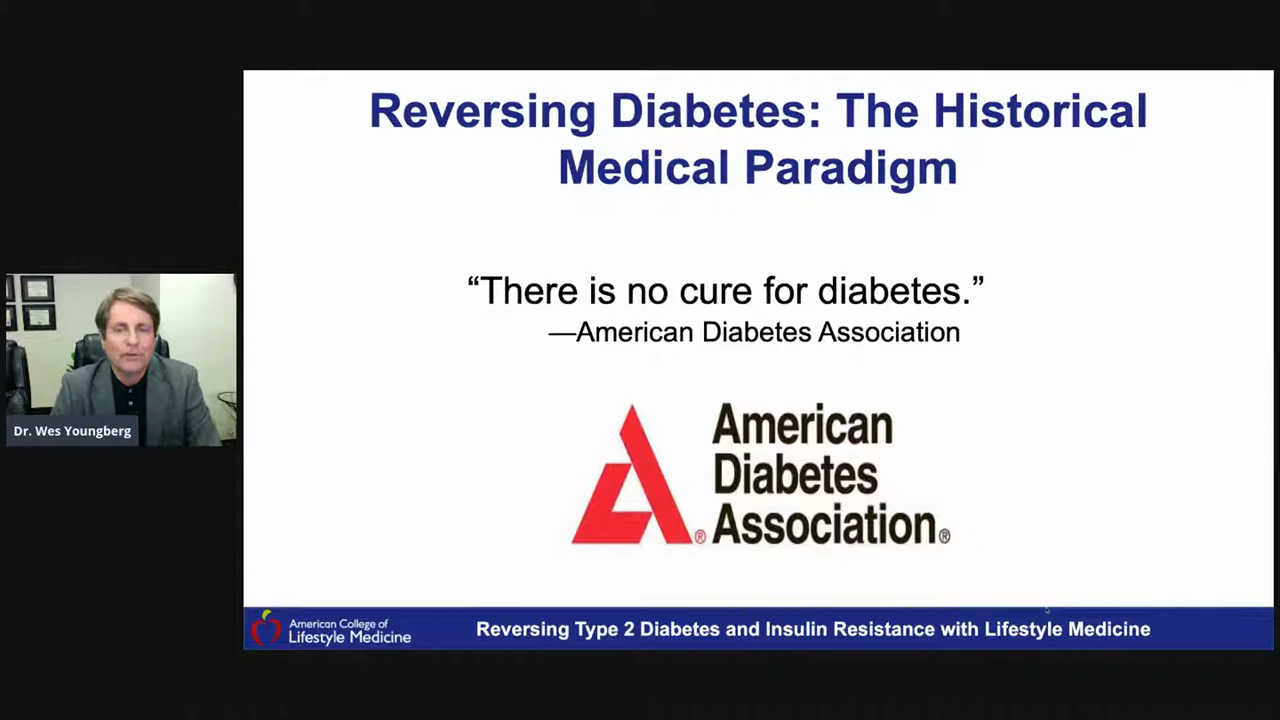 Reversing Diabetes: The Historical
Medical Paradigm
“There is no cure for diabetes.”
—American Diabetes Association
American
Diabetes
Association®
®
Dr. Wes Youngberg
American College of
Lifestyle Medicine
Reversing Type 2 Diabetes and Insulin Resistance with Lifestyle Medicine